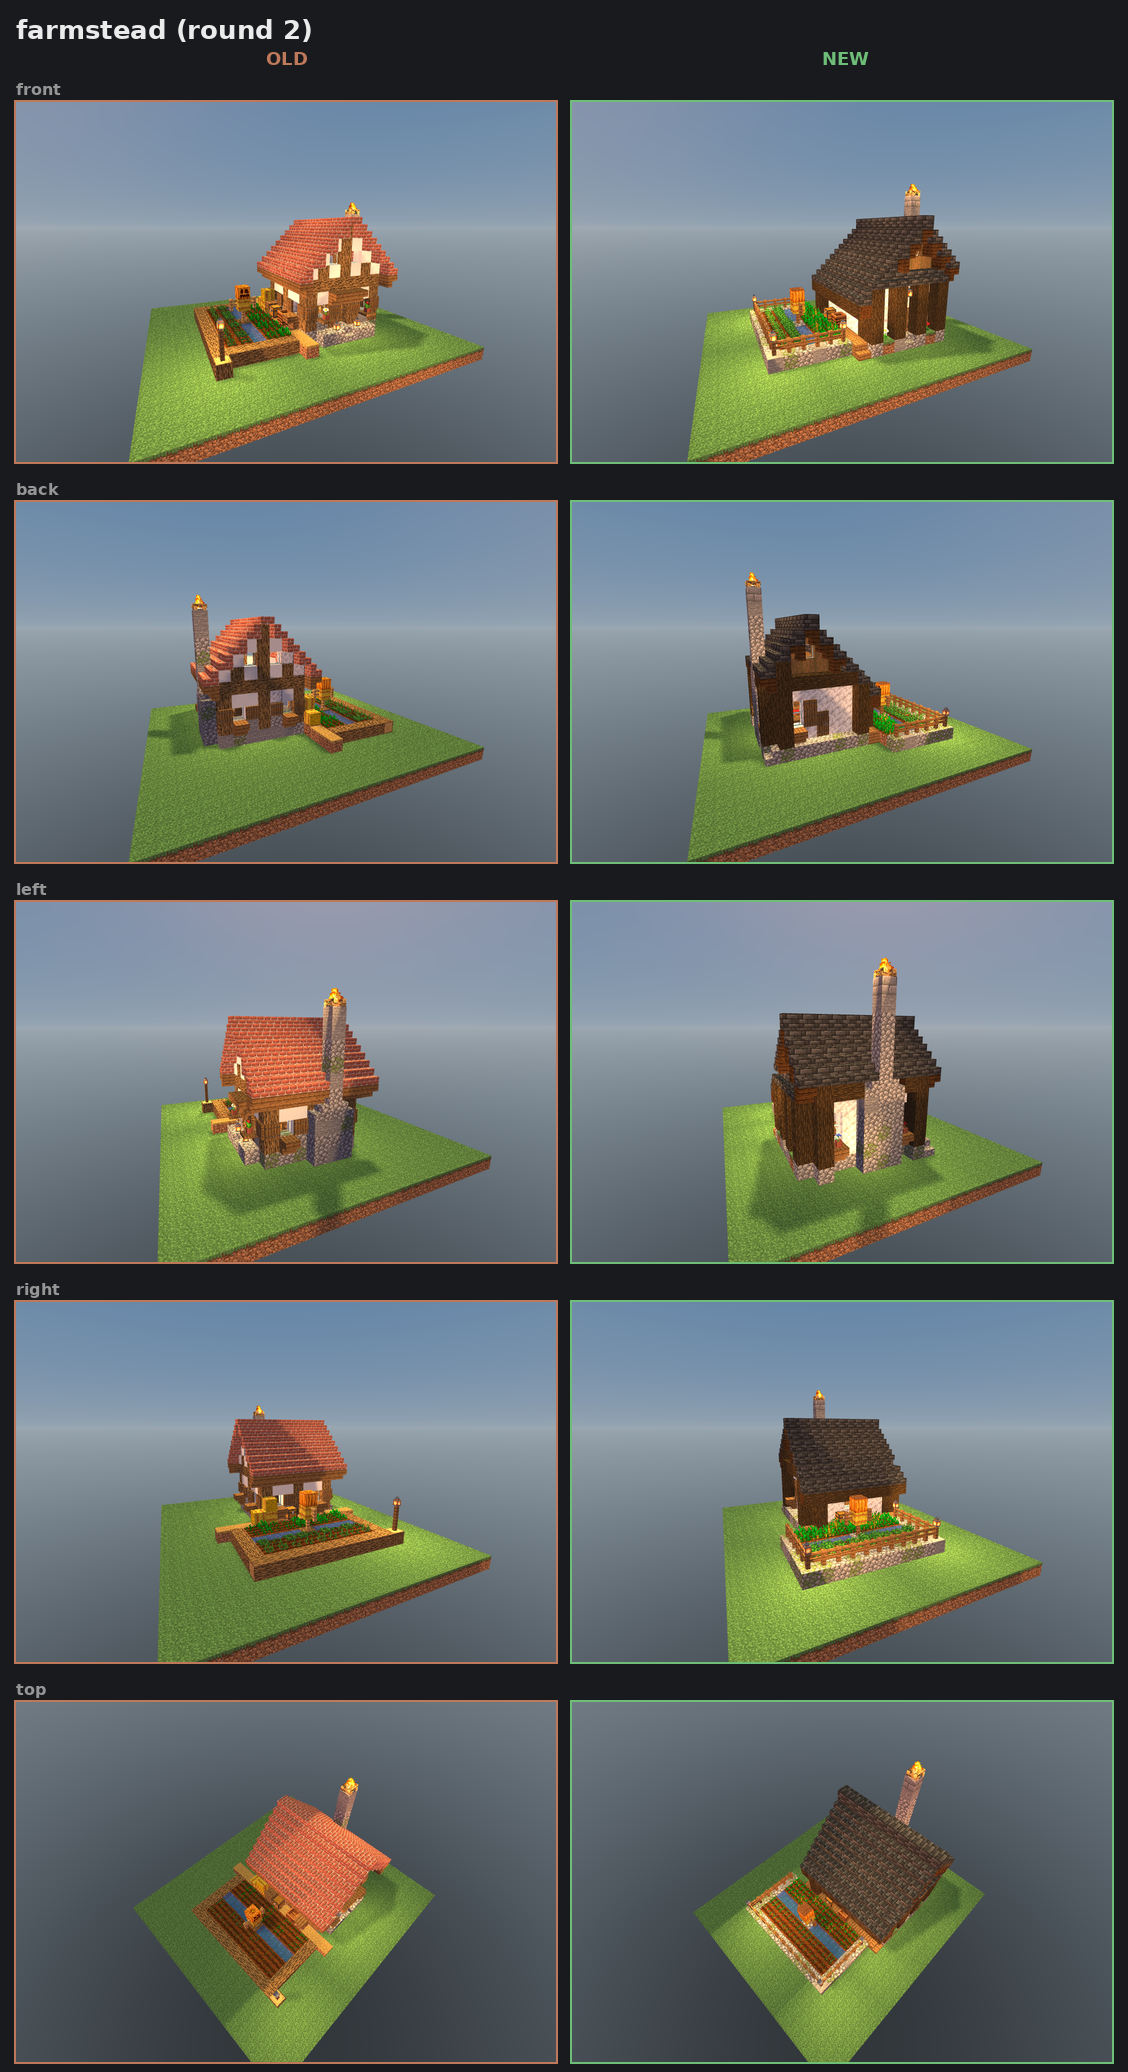 farmstead (round 2)
OLD
NEW
front
back
left
right
top